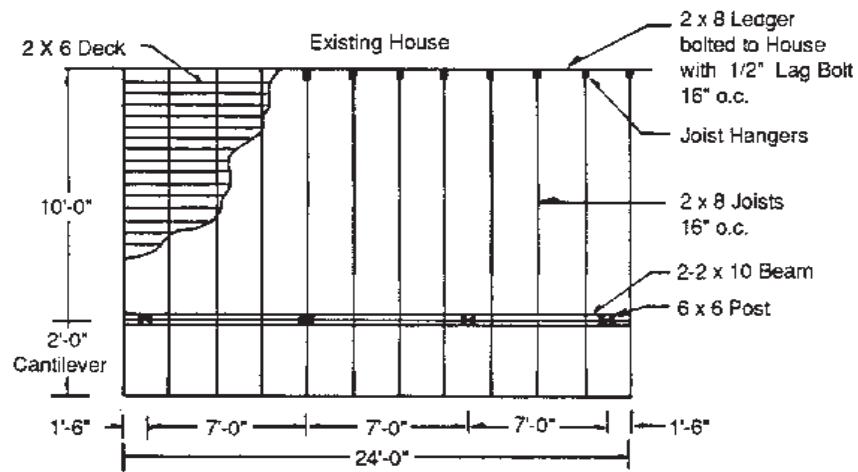 2 X 6 Deck
Existing House
2 x 8 Ledger
bolted to House
with 1/2" Lag Bolt
16" o.c.
Joist Hangers
10'-0"
2 x 8 Joists
16" o.c.
2-2 x 10 Beam
6 x 6 Post
2'-0"
Cantilever
1'-6"
7'-0"
7'-0"
7'-0"
1'-6"
24'-0"